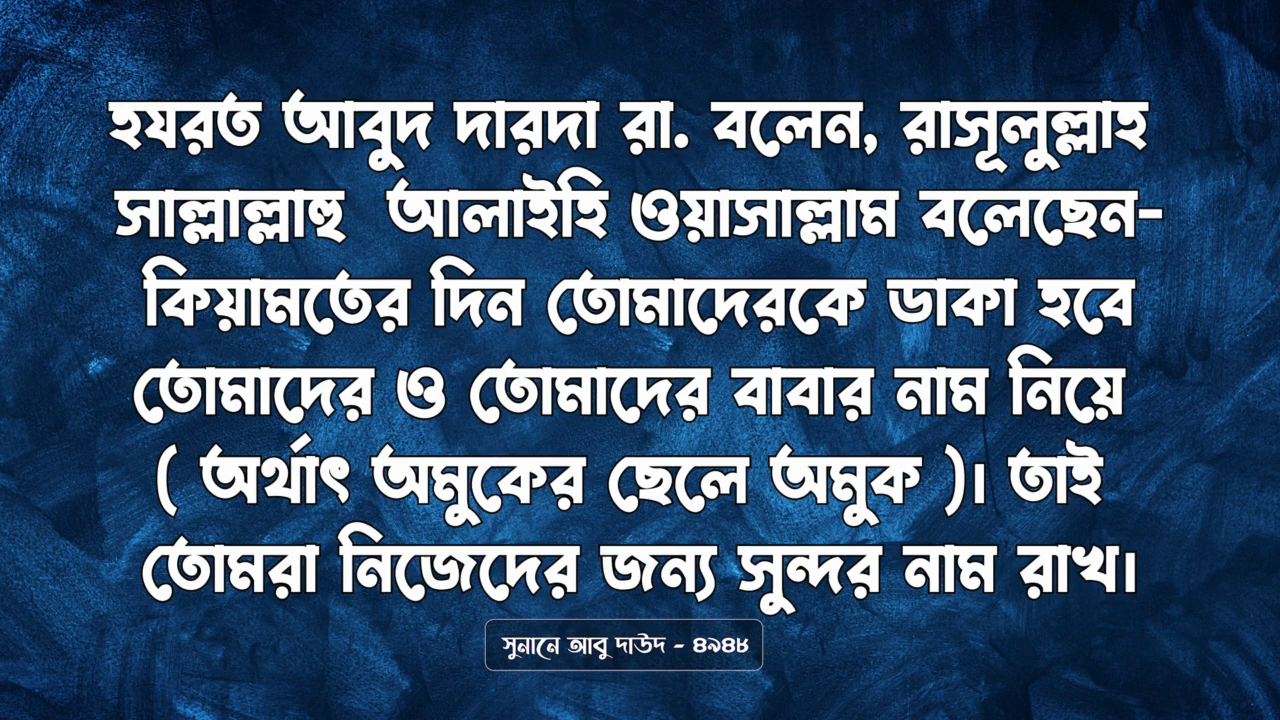 হযরত আবুদ দারদা রা. বলেন, রাসূলুল্লাহ
সাল্লাল্লাহু আলাইহি ওয়াসাল্লাম বলেছেন-
কিয়ামতের দিন তোমাদেরকে ডাকা হবে
তোমাদের ও তোমাদের বাবার নাম নিয়ে
( অর্থাৎ অমুকের ছেলে অমুক )। তাই
তোমরা নিজেদের জন্য সুন্দর নাম রাখ।
সুনানে আবু দাউদ - ৪৯৪৮